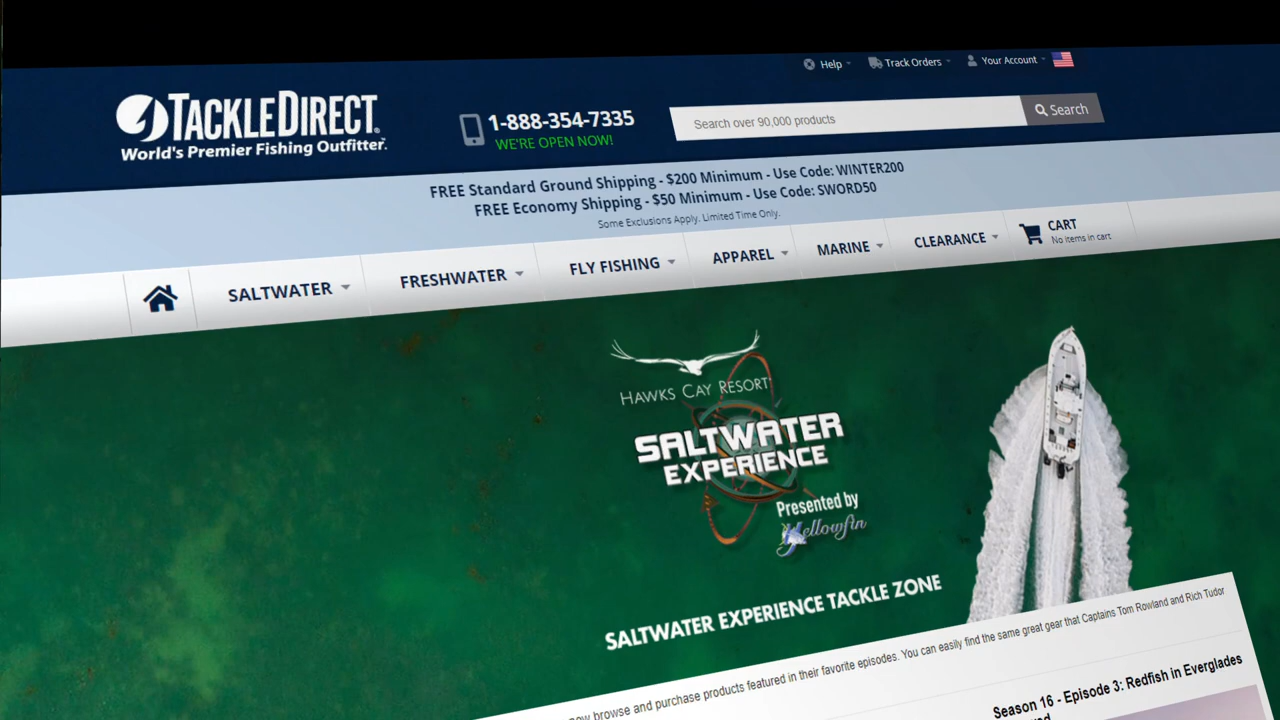 Help
Track Orders
Your Account
TACKLEDIRECT®
World's Premier Fishing Outfitter.™
1-888-354-7335
WE'RE OPEN NOW!
Search over 90,000 products
Search
FREE Standard Ground Shipping - $200 Minimum - Use Code: WINTER200
FREE Economy Shipping - $50 Minimum - Use Code: SWORD50
Some Exclusions Apply. Limited Time Only.
SALTWATER
FRESHWATER
FLY FISHING
APPAREL
MARINE
CLEARANCE
CART
No items in cart
HAWKS CAY RESORT
SALTWATER
EXPERIENCE
Presented by
Yellowfin
SALTWATER EXPERIENCE TACKLE ZONE
browse and purchase products featured in their favorite episodes. You can easily find the same great gear that Captains Tom Rowland and Rich Tudor
Season 16 - Episode 3: Redfish in Everglades